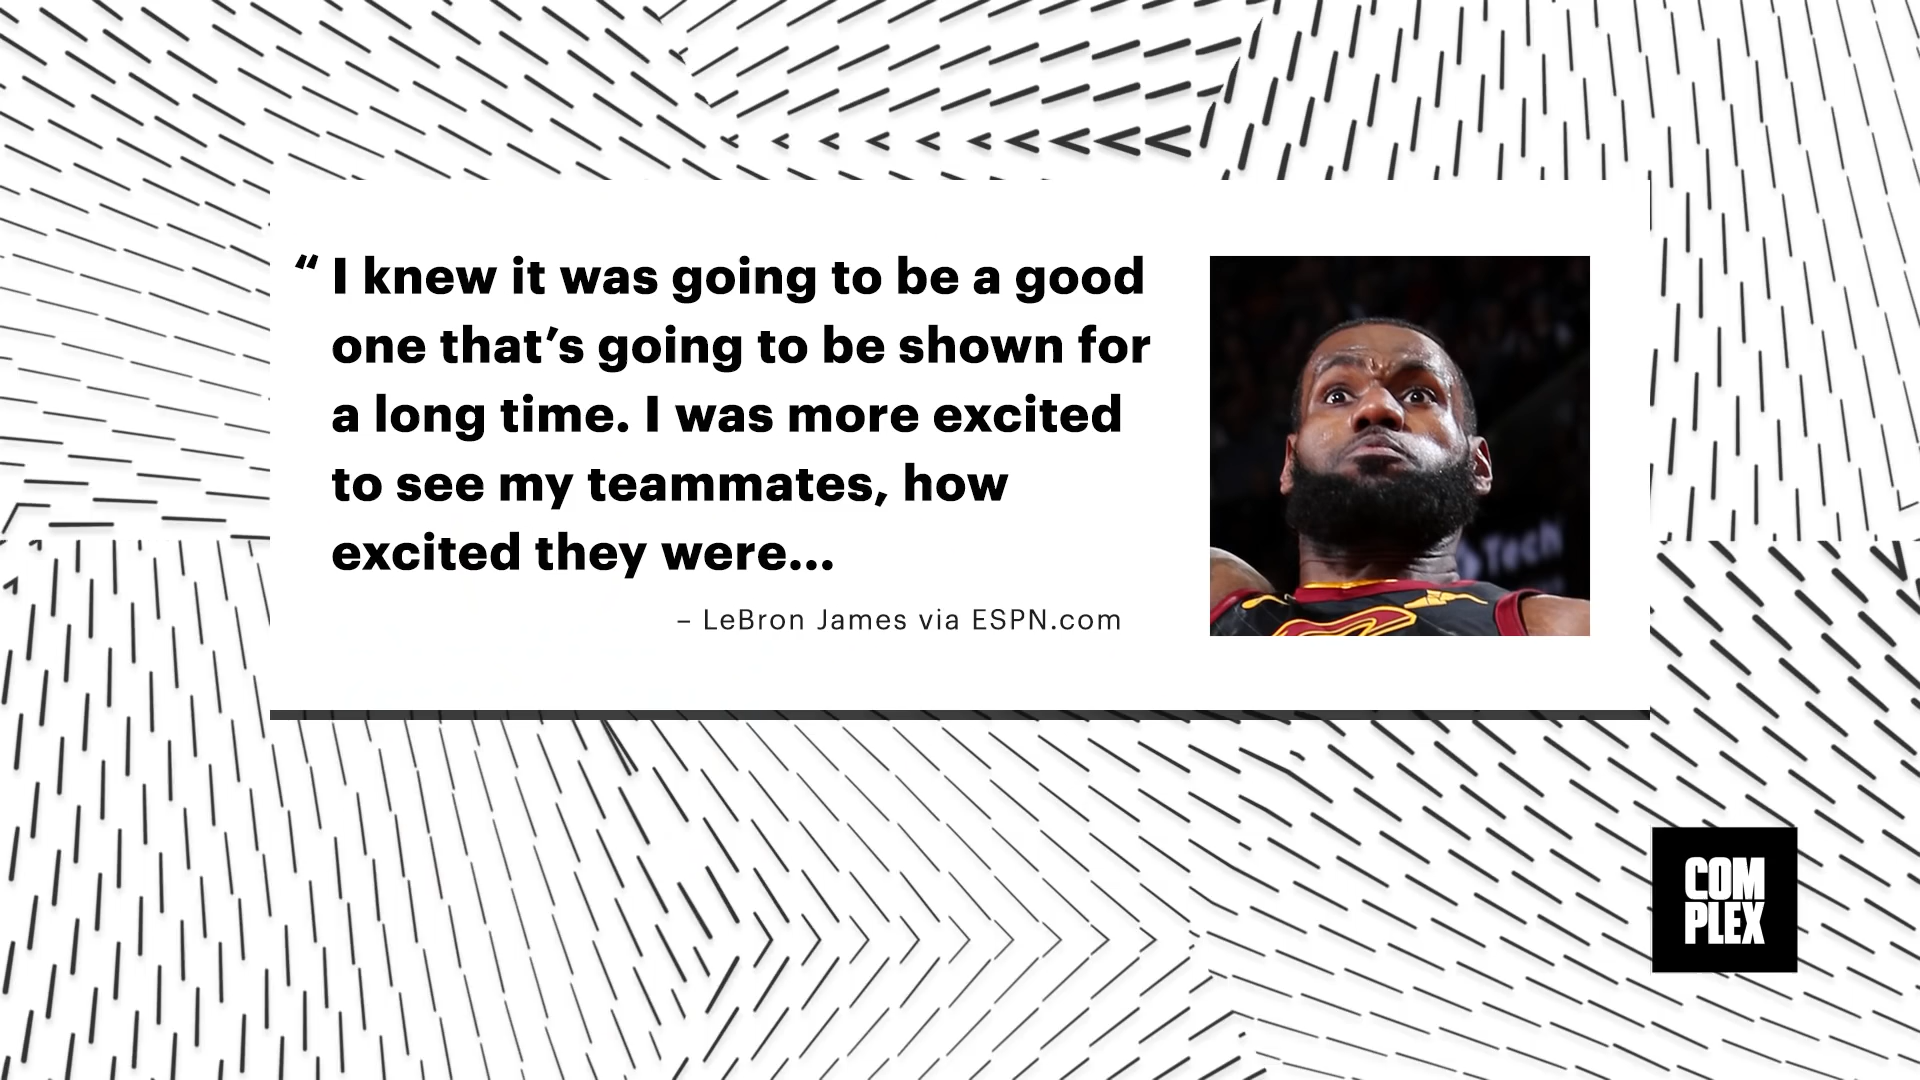 “ I knew it was going to be a good
one that’s going to be shown for
a long time. I was more excited
to see my teammates, how
excited they were...
– LeBron James via ESPN.com
Tech
COM
PLEX